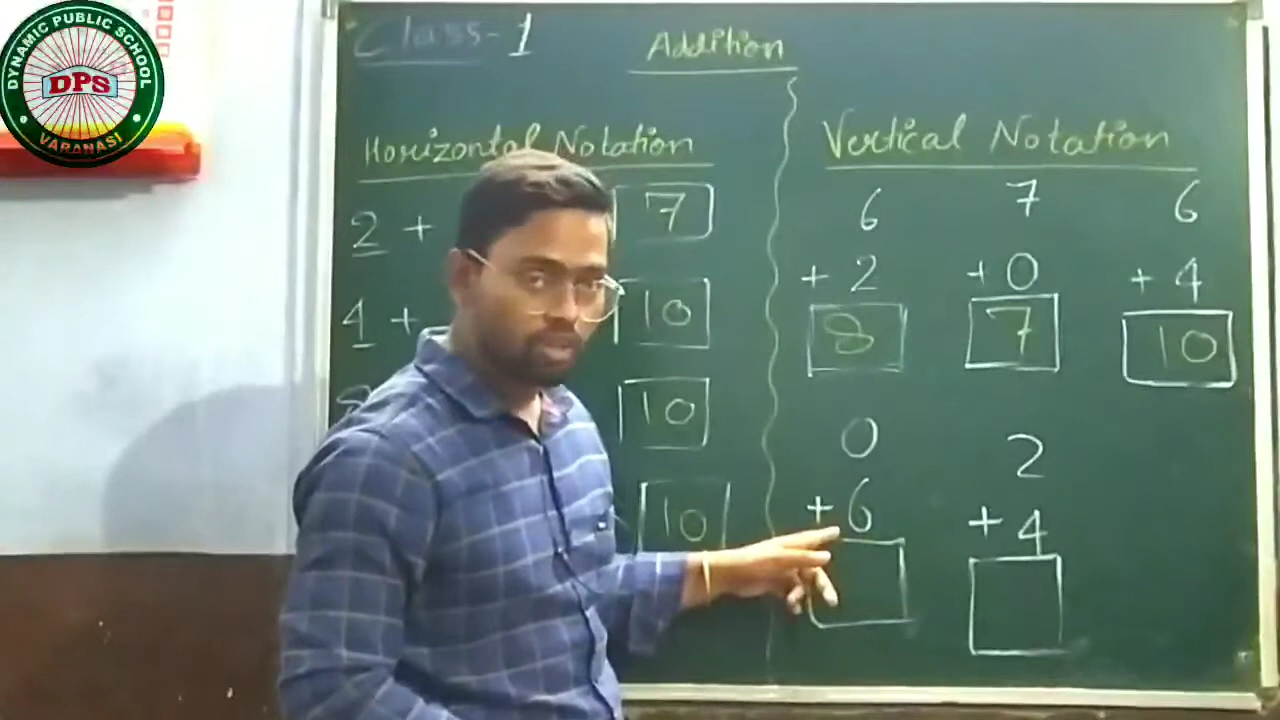 DYNAMIC PUBLIC SCHOOL
DPS
VARANASI
Class-1
Addition
Horizontal Notation
2 + 7
4 + 10
10
10
Vertical Notation
6 7 6
+ 2 + 0 + 4
8 7 10
0 2
+ 6 + 4